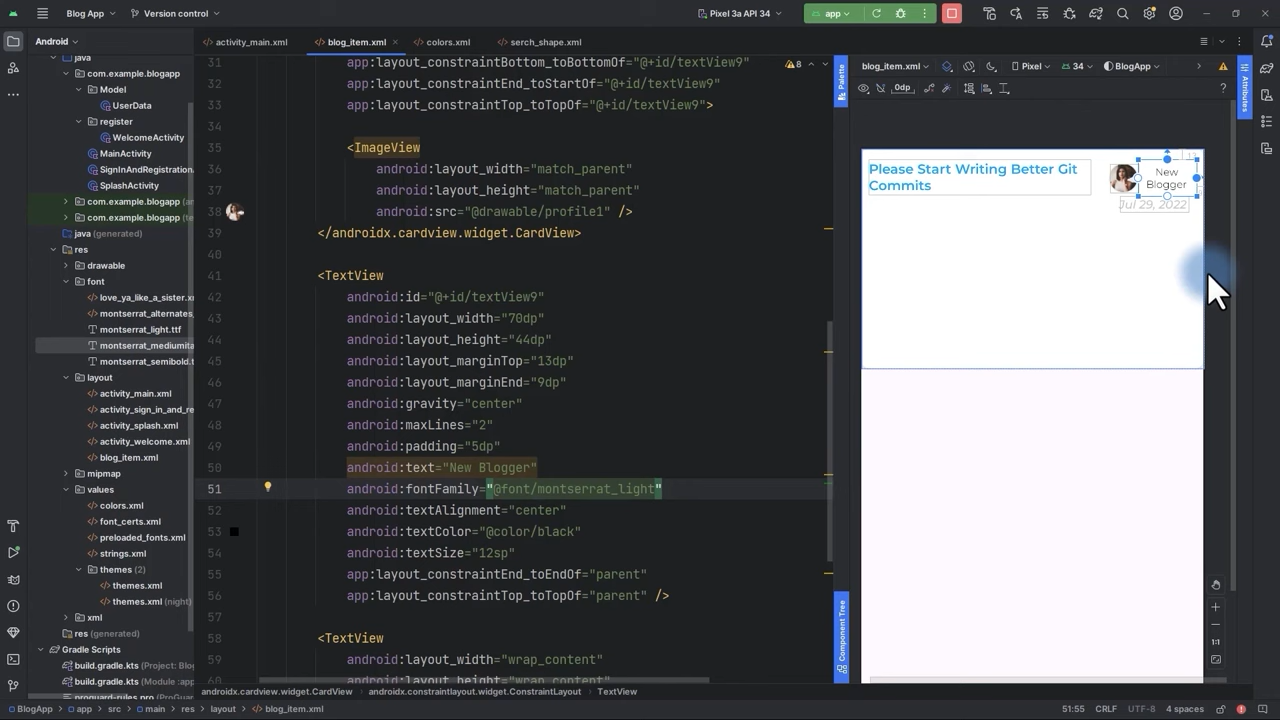 Blog App
Version control
Pixel 3a API 34
app
Android
activity_main.xml
blog_item.xml
colors.xml
serch_shape.xml
java
com.example.blogapp
Model
UserData
register
WelcomeActivity
MainActivity
SignInAndRegistration
SplashActivity
com.example.blogapp (
com.example.blogapp (
java (generated)
res
drawable
font
love_ya_like_a_sister.x
montserrat_alternates_
montserrat_light.ttf
montserrat_mediumita
montserrat_semibold.t
layout
activity_main.xml
activity_sign_in_and_re
activity_splash.xml
activity_welcome.xml
blog_item.xml
mipmap
values
colors.xml
font_certs.xml
preloaded_fonts.xml
strings.xml
themes (2)
themes.xml
themes.xml (night)
xml
res (generated)
Gradle Scripts
build.gradle.kts (Project: Blog
build.gradle.kts (Module :app
proguard-rules.pro (ProGuar
31 app:layout_constraintBottom_toBottomOf="@+id/textView9"
32 app:layout_constraintEnd_toStartOf="@+id/textView9"
33 app:layout_constraintTop_toTopOf="@+id/textView9">
34
35 <ImageView
36 android:layout_width="match_parent"
37 android:layout_height="match_parent"
38 android:src="@drawable/profile1" />
39 </androidx.cardview.widget.CardView>
40
41 <TextView
42 android:id="@+id/textView9"
43 android:layout_width="70dp"
44 android:layout_height="44dp"
45 android:layout_marginTop="13dp"
46 android:layout_marginEnd="9dp"
47 android:gravity="center"
48 android:maxLines="2"
49 android:padding="5dp"
50 android:text="New Blogger"
51 android:fontFamily="@font/montserrat_light"
52 android:textAlignment="center"
53 android:textColor="@color/black"
54 android:textSize="12sp"
55 app:layout_constraintEnd_toEndOf="parent"
56 app:layout_constraintTop_toTopOf="parent" />
57
58 <TextView
59 android:layout_width="wrap_content"
60 android:layout_height="wrap_content"
8
androidx.cardview.widget.CardView
androidx.constraintlayout.widget.ConstraintLayout
TextView
Palette
Component Tree
blog_item.xml
Pixel
34
BlogApp
0dp
?
Attributes
Please Start Writing Better Git
Commits
New
Blogger
Jul 29, 2022
1:1
BlogApp
app
src
main
res
layout
blog_item.xml
51:55
CRLF
UTF-8
4 spaces